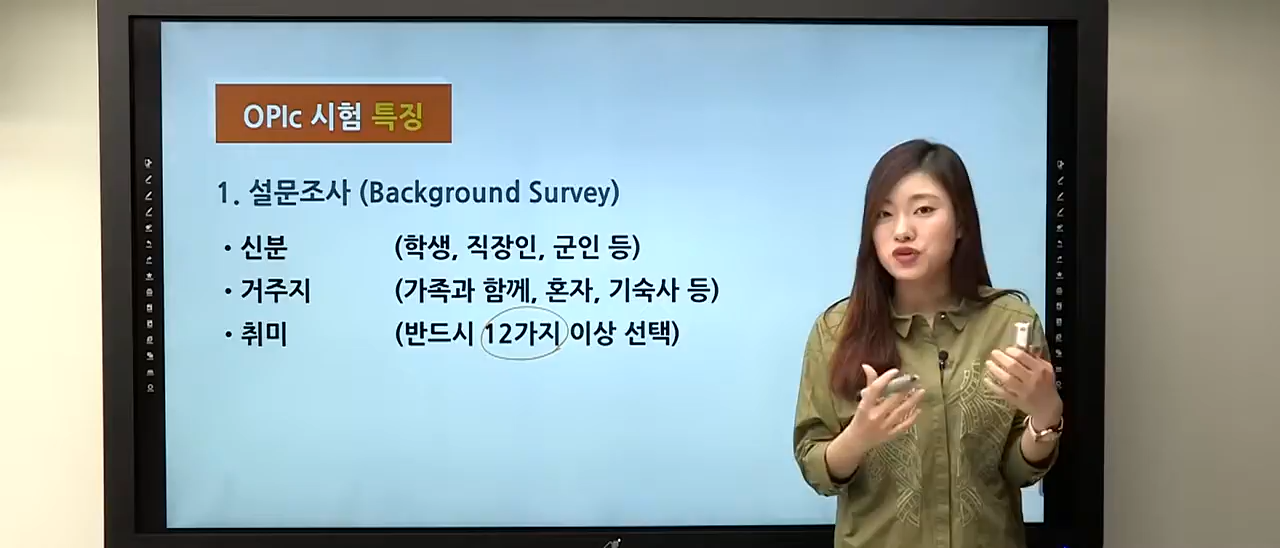 OPIc 시험 특징
1. 설문조사 (Background Survey)
• 신분 (학생, 직장인, 군인 등)
• 거주지 (가족과 함께, 혼자, 기숙사 등)
• 취미 (반드시 12가지 이상 선택)